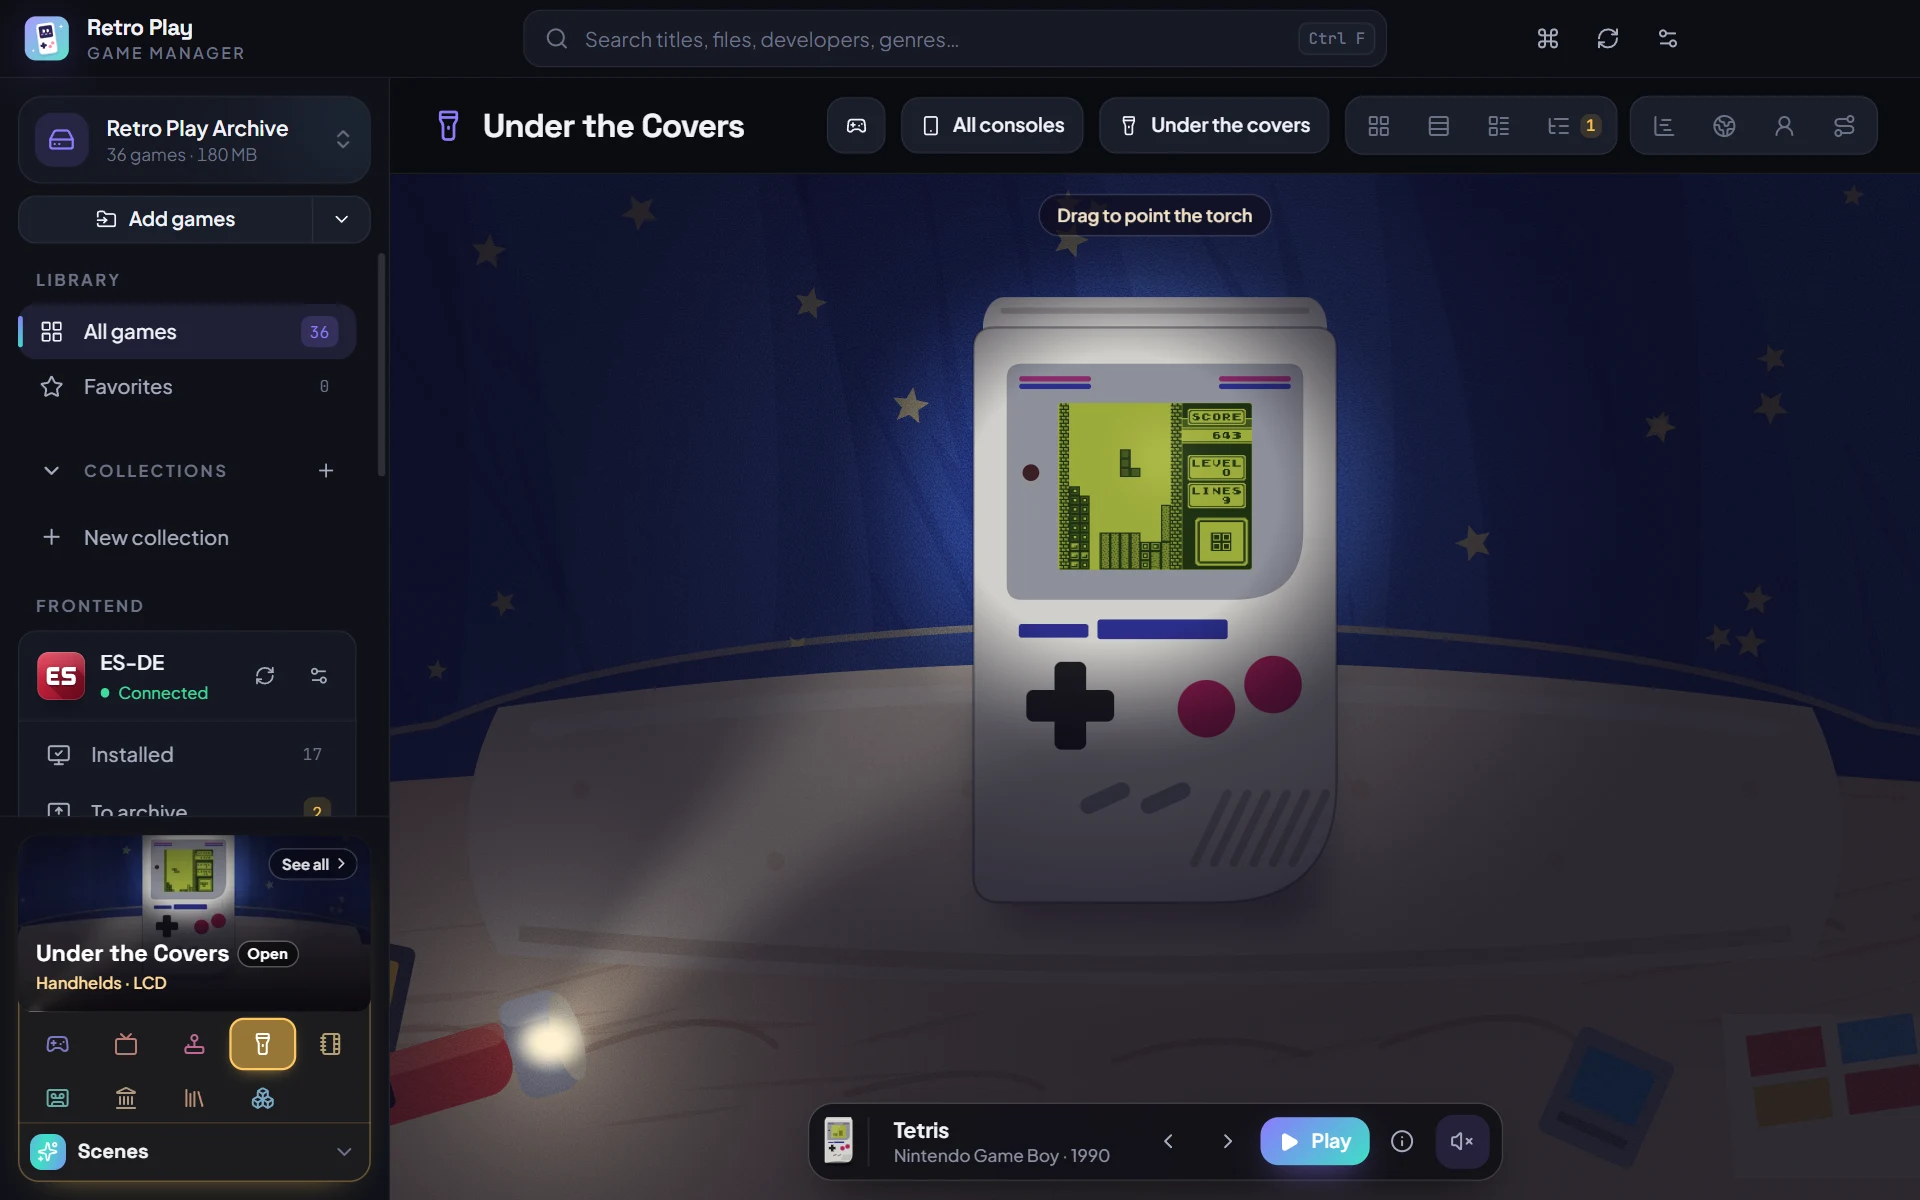 Retro Play
GAME MANAGER
Search titles, files, developers, genres...
Ctrl F
Retro Play Archive
36 games · 180 MB
Add games
LIBRARY
All games
36
Favorites
0
COLLECTIONS
New collection
FRONTEND
ES
ES-DE
Connected
Installed
17
To archive
2
See all
Under the Covers
Open
Handhelds · LCD
Scenes
Under the Covers
All consoles
Under the covers
1
Drag to point the torch
SCORE
643
LEVEL
0
LINES
9
Tetris
Nintendo Game Boy · 1990
Play